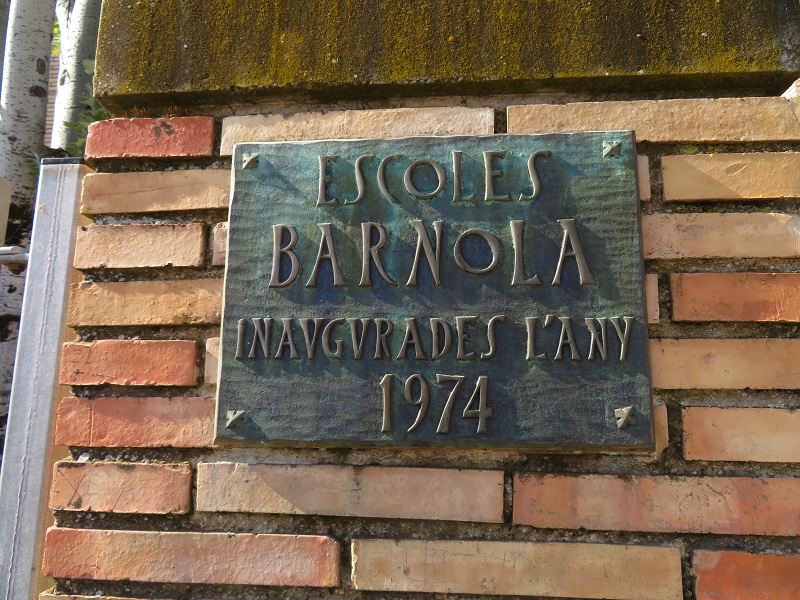 ESCOLES
BARNOLA
INAVGVRADES L'ANY
1974